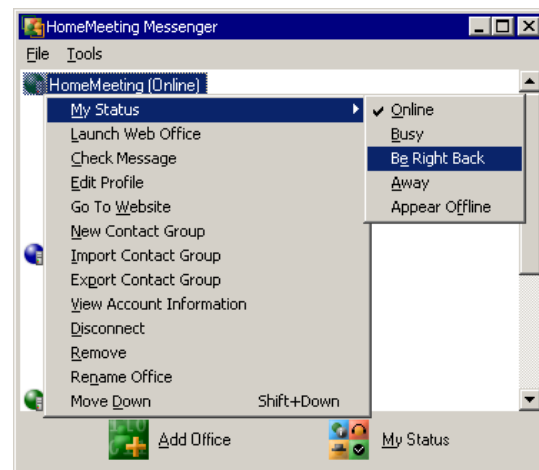 HomeMeeting Messenger
File Tools
HomeMeeting (Online)
My Status
Launch Web Office
Check Message
Edit Profile
Go To Website
New Contact Group
Import Contact Group
Export Contact Group
View Account Information
Disconnect
Remove
Rename Office
Move Down Shift+Down
Online
Busy
Be Right Back
Away
Appear Offline
Add Office My Status